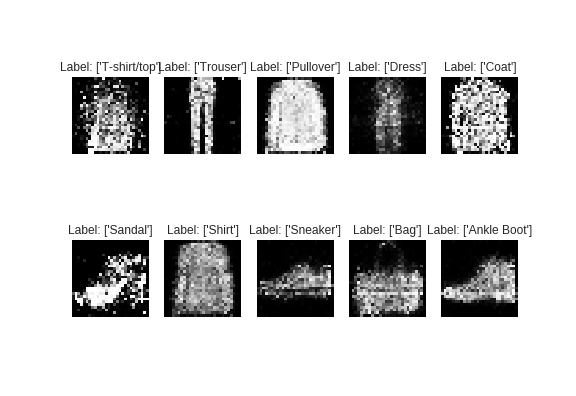 Label: ['T-shirt/top'] Label: ['Trouser'] Label: ['Pullover'] Label: ['Dress'] Label: ['Coat']
Label: ['Sandal'] Label: ['Shirt'] Label: ['Sneaker'] Label: ['Bag'] Label: ['Ankle Boot']